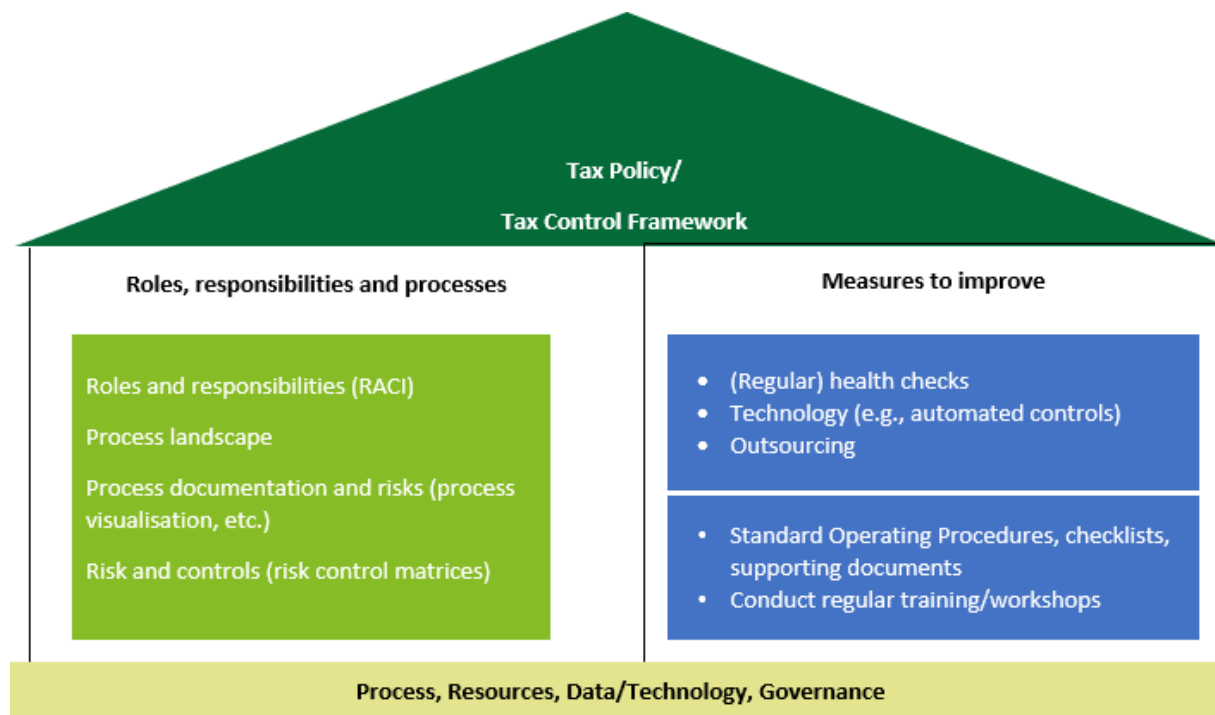 Tax Policy/
Tax Control Framework
Roles, responsibilities and processes
Roles and responsibilities (RACI)
Process landscape
Process documentation and risks (process
visualisation, etc.)
Risk and controls (risk control matrices)
Measures to improve
• (Regular) health checks
• Technology (e.g., automated controls)
• Outsourcing
• Standard Operating Procedures, checklists,
supporting documents
• Conduct regular training/workshops
Process, Resources, Data/Technology, Governance